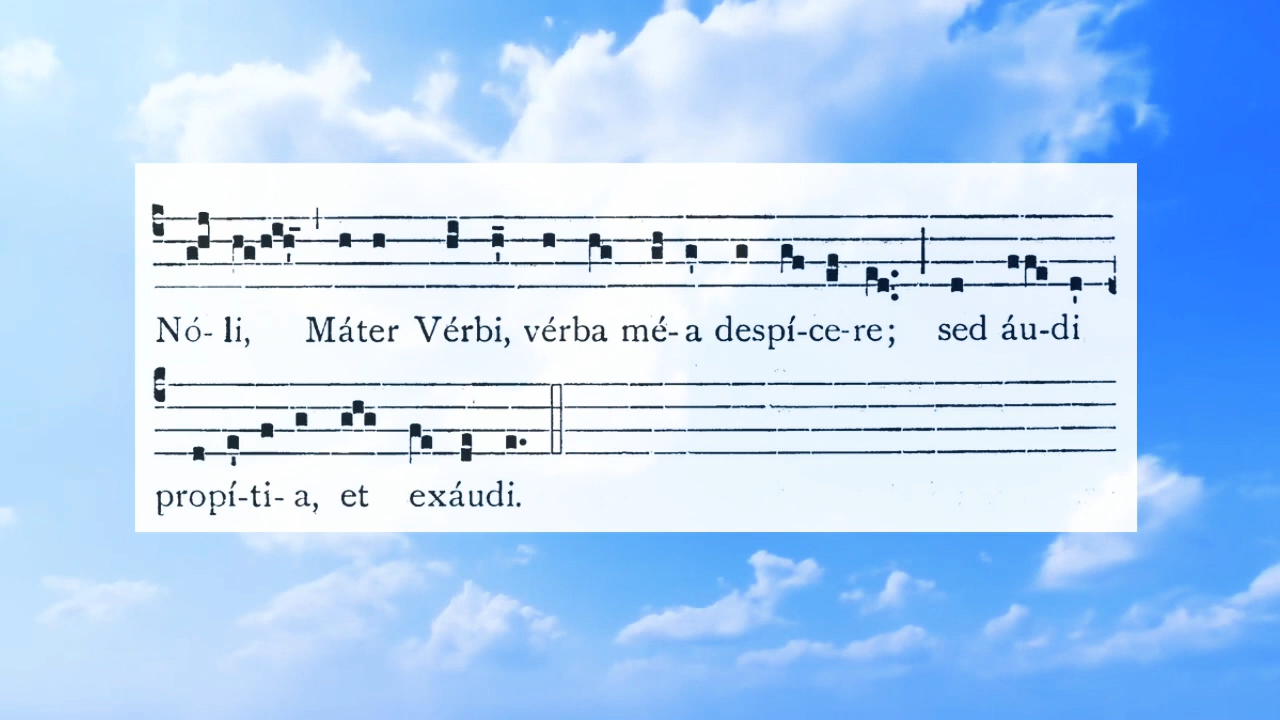 Nó- li, Máter Vérbi, vérba mé- a despí-ce-re; sed áu-di
propí-ti- a, et exáudi.